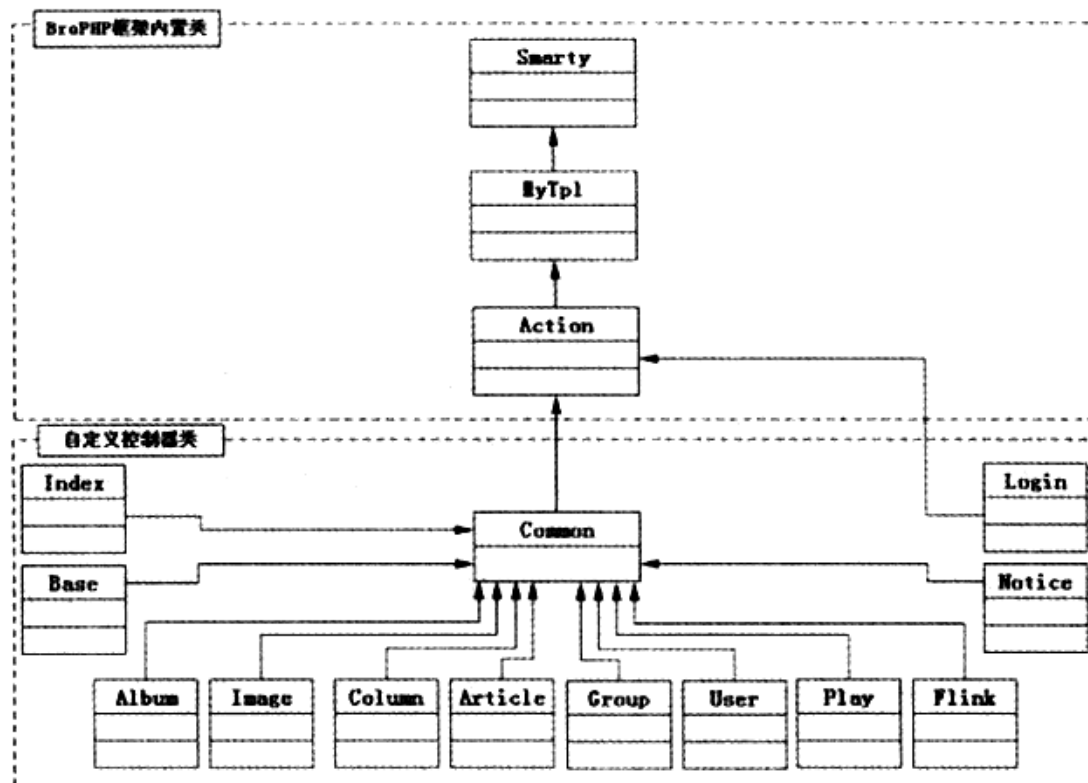 BroPHP框架内置类
Smarty
MyTpl
Action
自定义控制器类
Index
Login
Common
Base
Notice
Album
Image
Column
Article
Group
User
Play
Flink